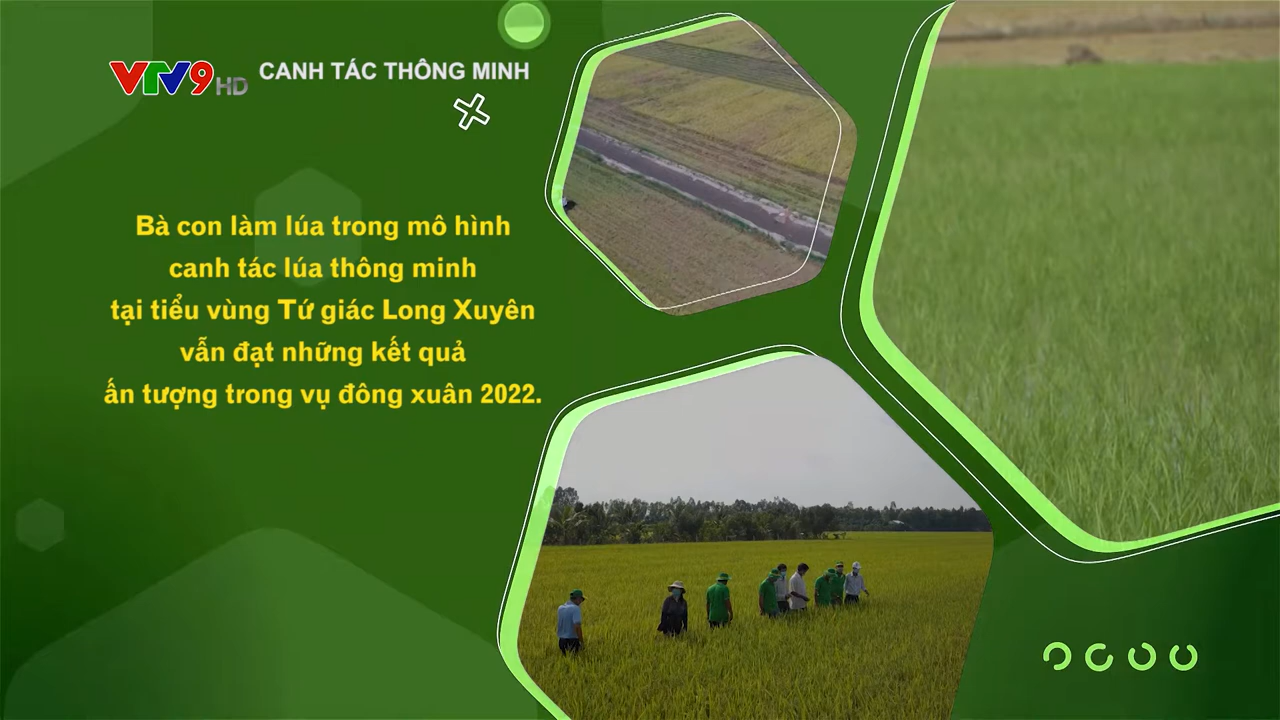 VTV9 HD CANH TÁC THÔNG MINH
Bà con làm lúa trong mô hình
canh tác lúa thông minh
tại tiểu vùng Tứ giác Long Xuyên
vẫn đạt những kết quả
ấn tượng trong vụ đông xuân 2022.